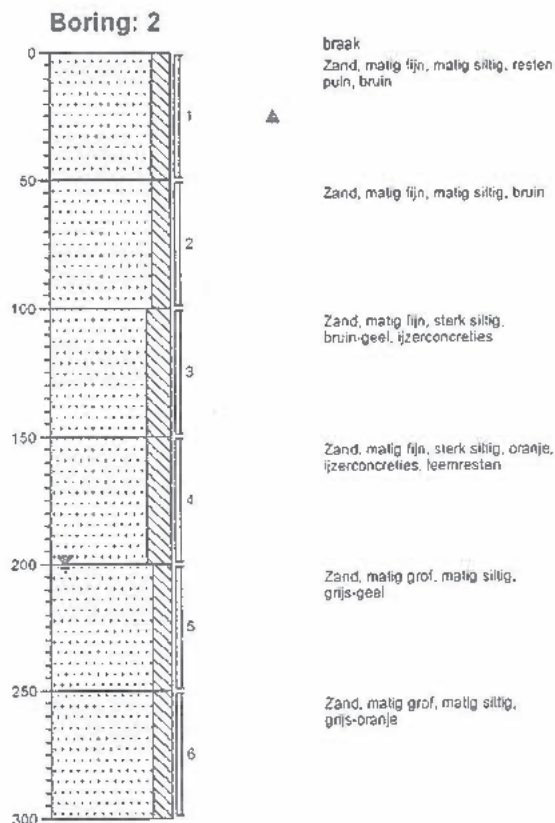 Boring: 2
0
braak
Zand, matig fijn, matig siltig, resten
puin, bruin
1
50
Zand, matig fijn, matig siltig, bruin
2
100
Zand, matig fijn, sterk siltig,
bruin-geel, ijzerconcreties
3
150
Zand, matig fijn, sterk siltig, oranje,
ijzerconcreties, leemresten
4
200
Zand, matig grof, matig siltig,
grijs-geel
5
250
Zand, matig grof, matig siltig,
grijs-oranje
6
300